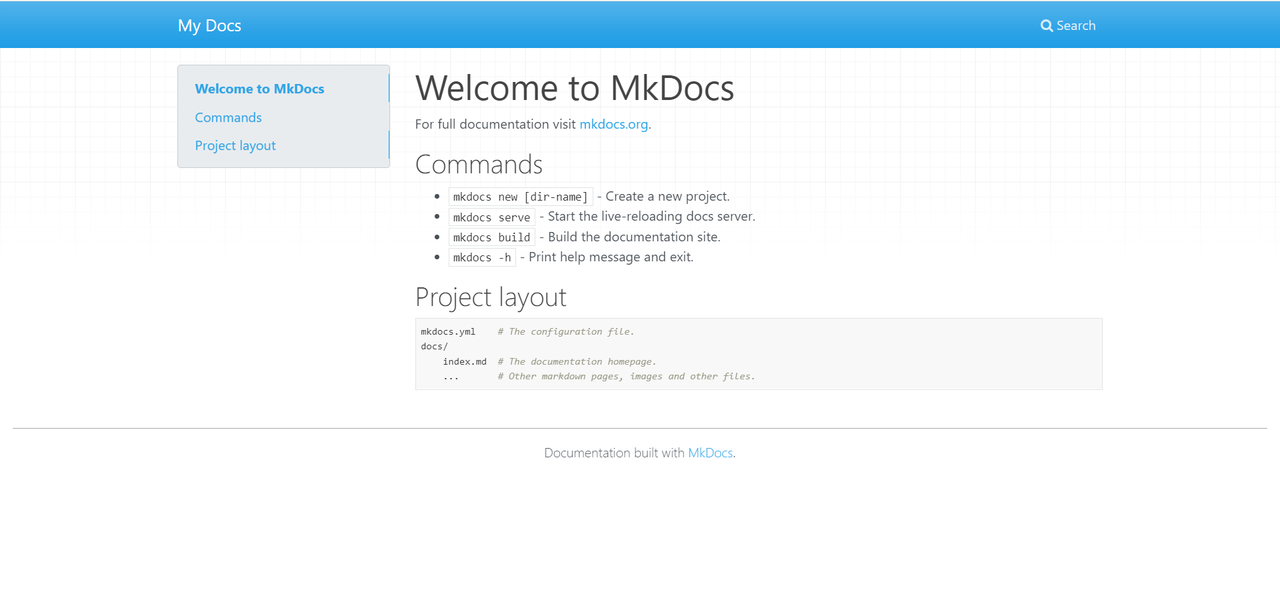 My Docs
Search
Welcome to MkDocs
Commands
Project layout
Welcome to MkDocs
For full documentation visit mkdocs.org.
Commands
mkdocs new [dir-name] - Create a new project.
mkdocs serve - Start the live-reloading docs server.
mkdocs build - Build the documentation site.
mkdocs -h - Print help message and exit.
Project layout
mkdocs.yml    # The configuration file.
docs/
    index.md  # The documentation homepage.
    ...       # Other markdown pages, images and other files.
Documentation built with MkDocs.